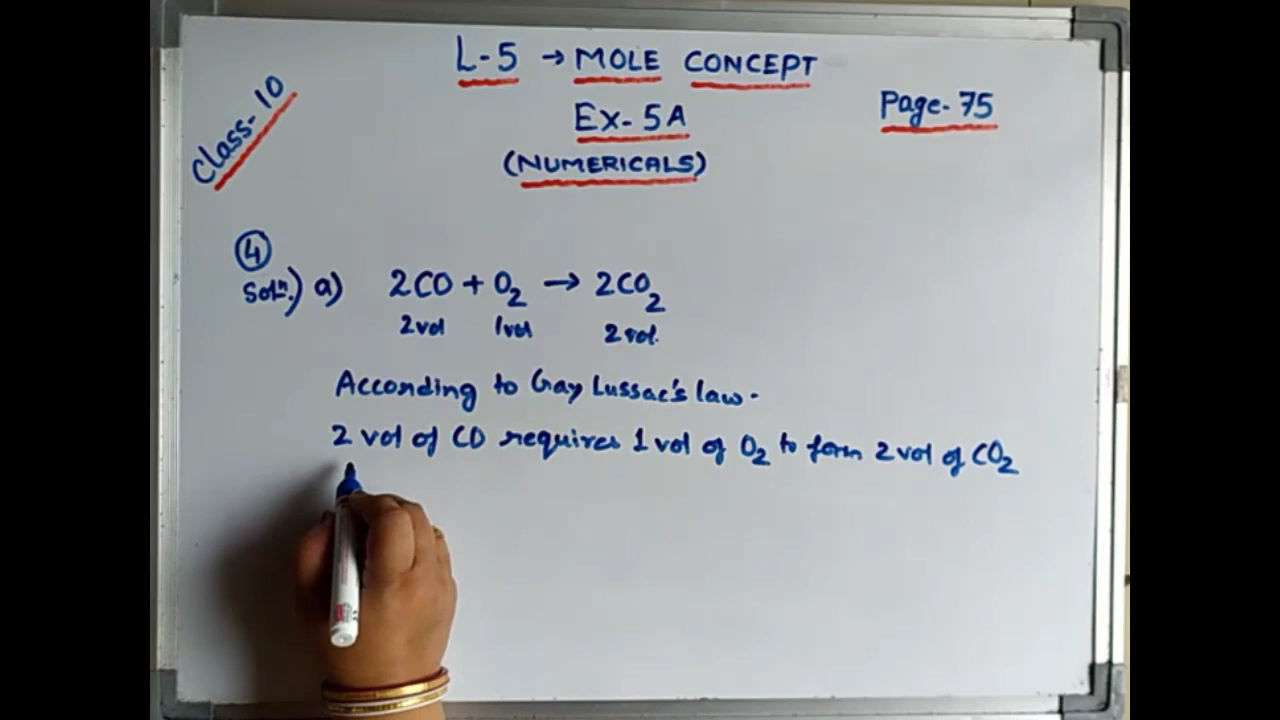 L-5 → MOLE CONCEPT
Ex- 5A
(NUMERICALS)
Class-10
Page- 75
4
Solⁿ.) a) 2CO + O₂ → 2CO₂
2vol 1vol 2vol.
According to Gay Lussac's law-
2 vol of CO requires 1 vol of O₂ to form 2 vol of CO₂